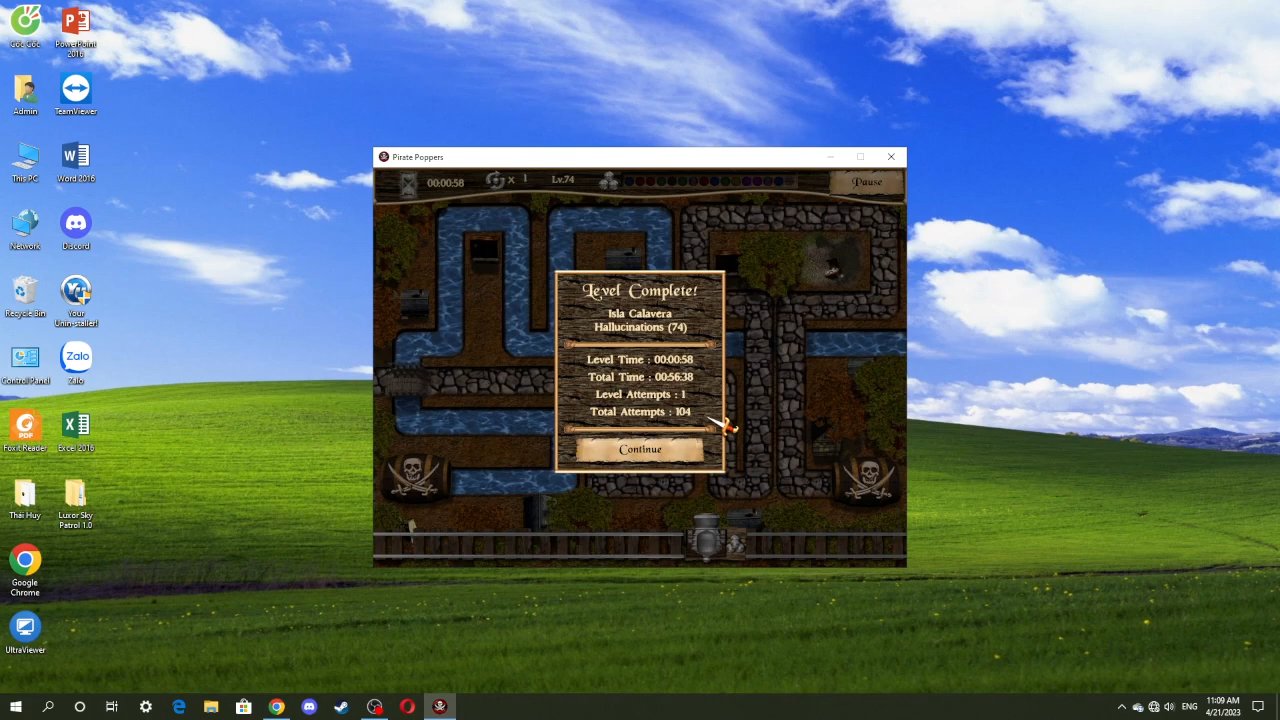 Cốc Cốc
PowerPoint
2016
Admin
TeamViewer
This PC
Word 2016
Network
Discord
Recycle Bin
Your
Unin-staller!
Control Panel
Zalo
Foxit Reader
Excel 2016
Thái Huy
Luxor Sky
Patrol 1.0
Google
Chrome
UltraViewer
Pirate Poppers
00:00:58
X 1
Lv.74
Pause
Level Complete!
Isla Calavera
Hallucinations (74)
Level Time : 00:00:58
Total Time : 00:56:38
Level Attempts : 1
Total Attempts : 104
Continue
ENG
11:09 AM
4/21/2023